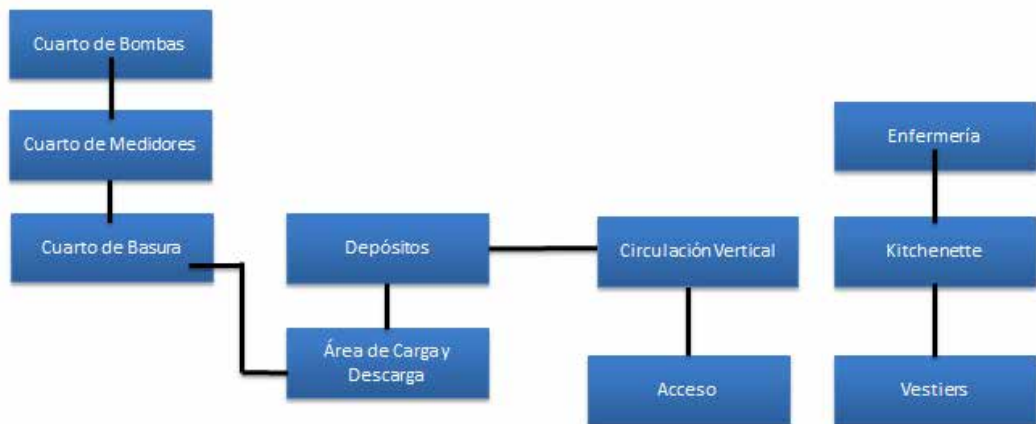 Cuarto de Bombas
Cuarto de Medidores
Cuarto de Basura
Depósitos
Área de Carga y
Descarga
Circulación Vertical
Acceso
Enfermería
Kitchenette
Vestiers